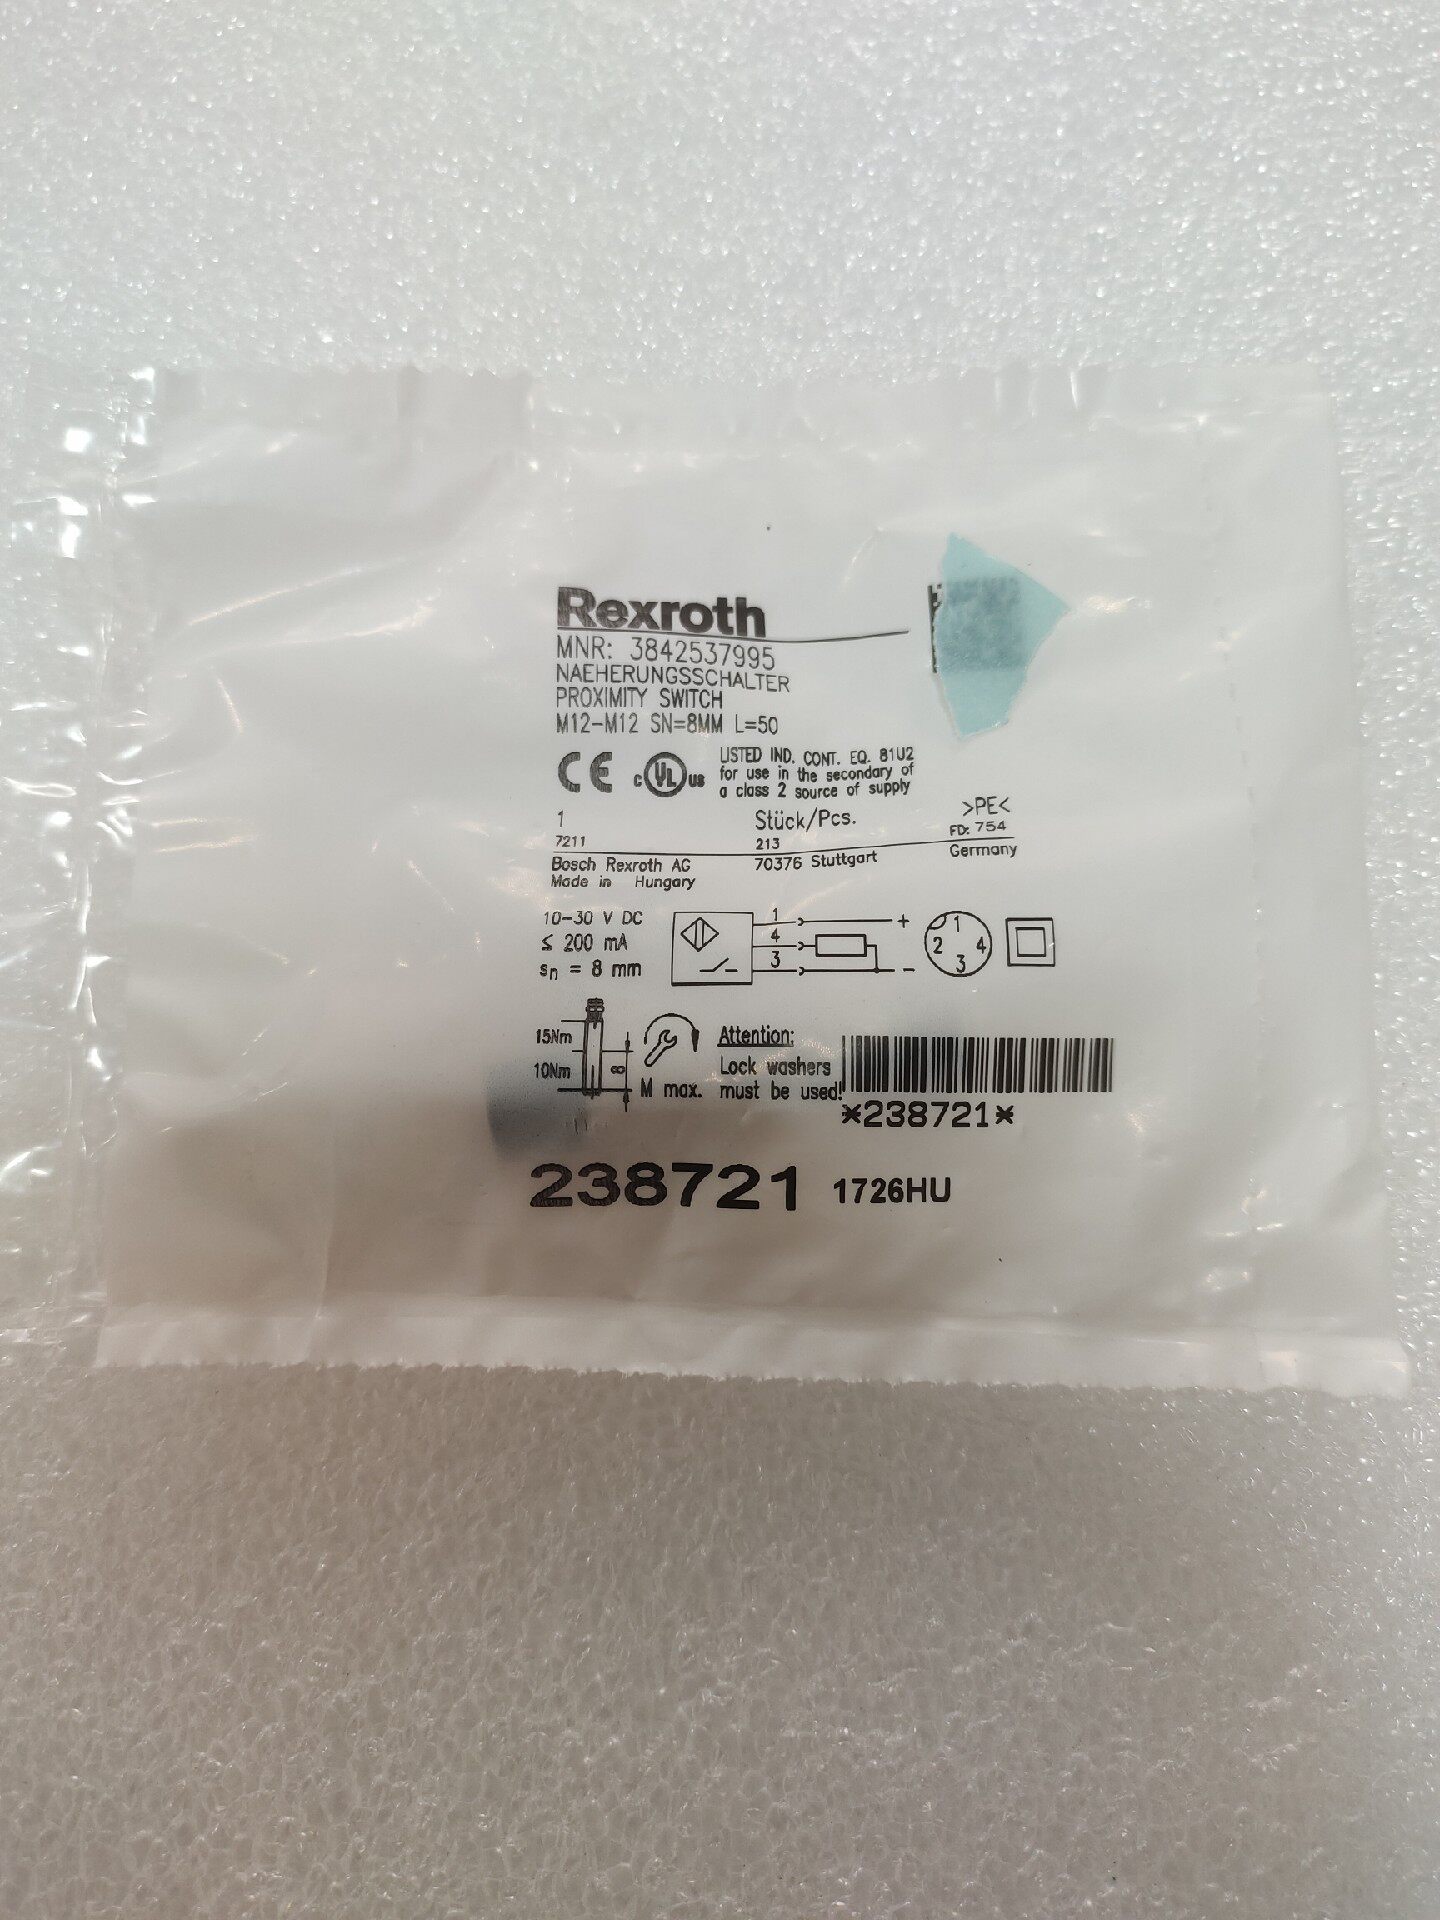 Rexroth
MNR: 3842537995
NAEHERUNGSSCHALTER
PROXIMITY SWITCH
M12-M12 SN=8MM L=50
CE c UL us LISTED IND. CONT. EQ. 81U2
for use in the secondary of
a class 2 source of supply
1 Stück/Pcs. >PE<
7211 213 FD: 754
Bosch Rexroth AG 70376 Stuttgart Germany
Made in Hungary
10-30 V DC
≤ 200 mA
sn = 8 mm
1 +
4
3 -
1
2 4
3
15Nm
10Nm
8
M max.
Attention:
Lock washers
must be used!
*238721*
238721 1726HU